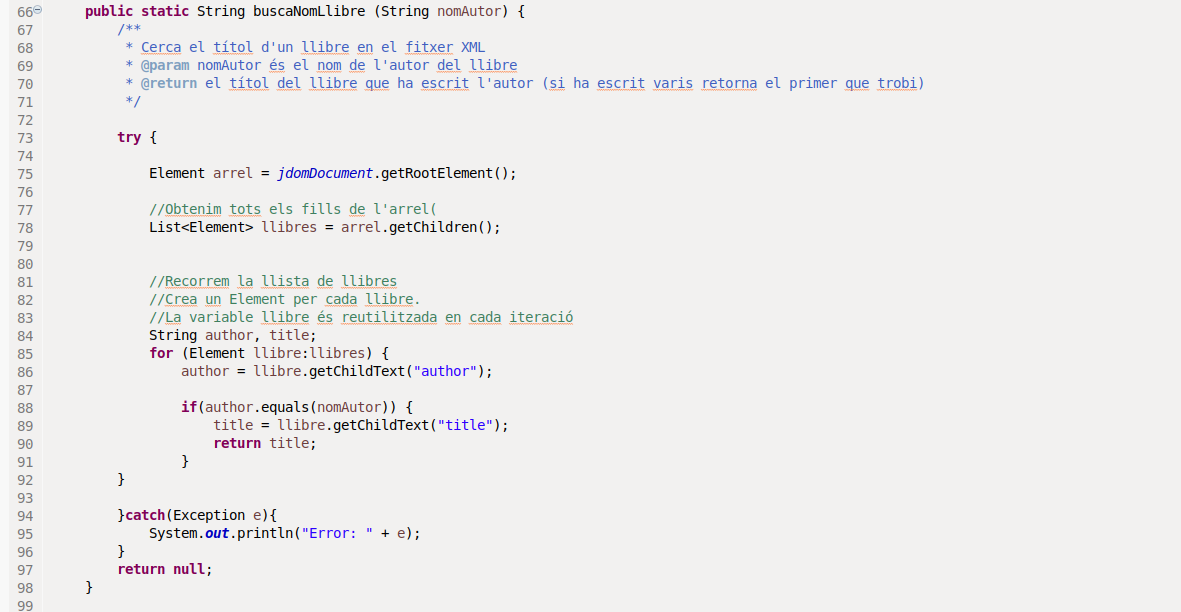 66 public static String buscaNomLlibre (String nomAutor) {
67 /**
68 * Cerca el títol d'un llibre en el fitxer XML
69 * @param nomAutor és el nom de l'autor del llibre
70 * @return el títol del llibre que ha escrit l'autor (si ha escrit varis retorna el primer que trobi)
71 */
72
73 try {
74
75 Element arrel = jdomDocument.getRootElement();
76
77 //Obtenim tots els fills de l'arrel(
78 List<Element> llibres = arrel.getChildren();
79
80
81 //Recorrem la llista de llibres
82 //Crea un Element per cada llibre.
83 //La variable llibre és reutilitzada en cada iteració
84 String author, title;
85 for (Element llibre:llibres) {
86 author = llibre.getChildText("author");
87
88 if(author.equals(nomAutor)) {
89 title = llibre.getChildText("title");
90 return title;
91 }
92 }
93
94 }catch(Exception e){
95 System.out.println("Error: " + e);
96 }
97 return null;
98 }
99